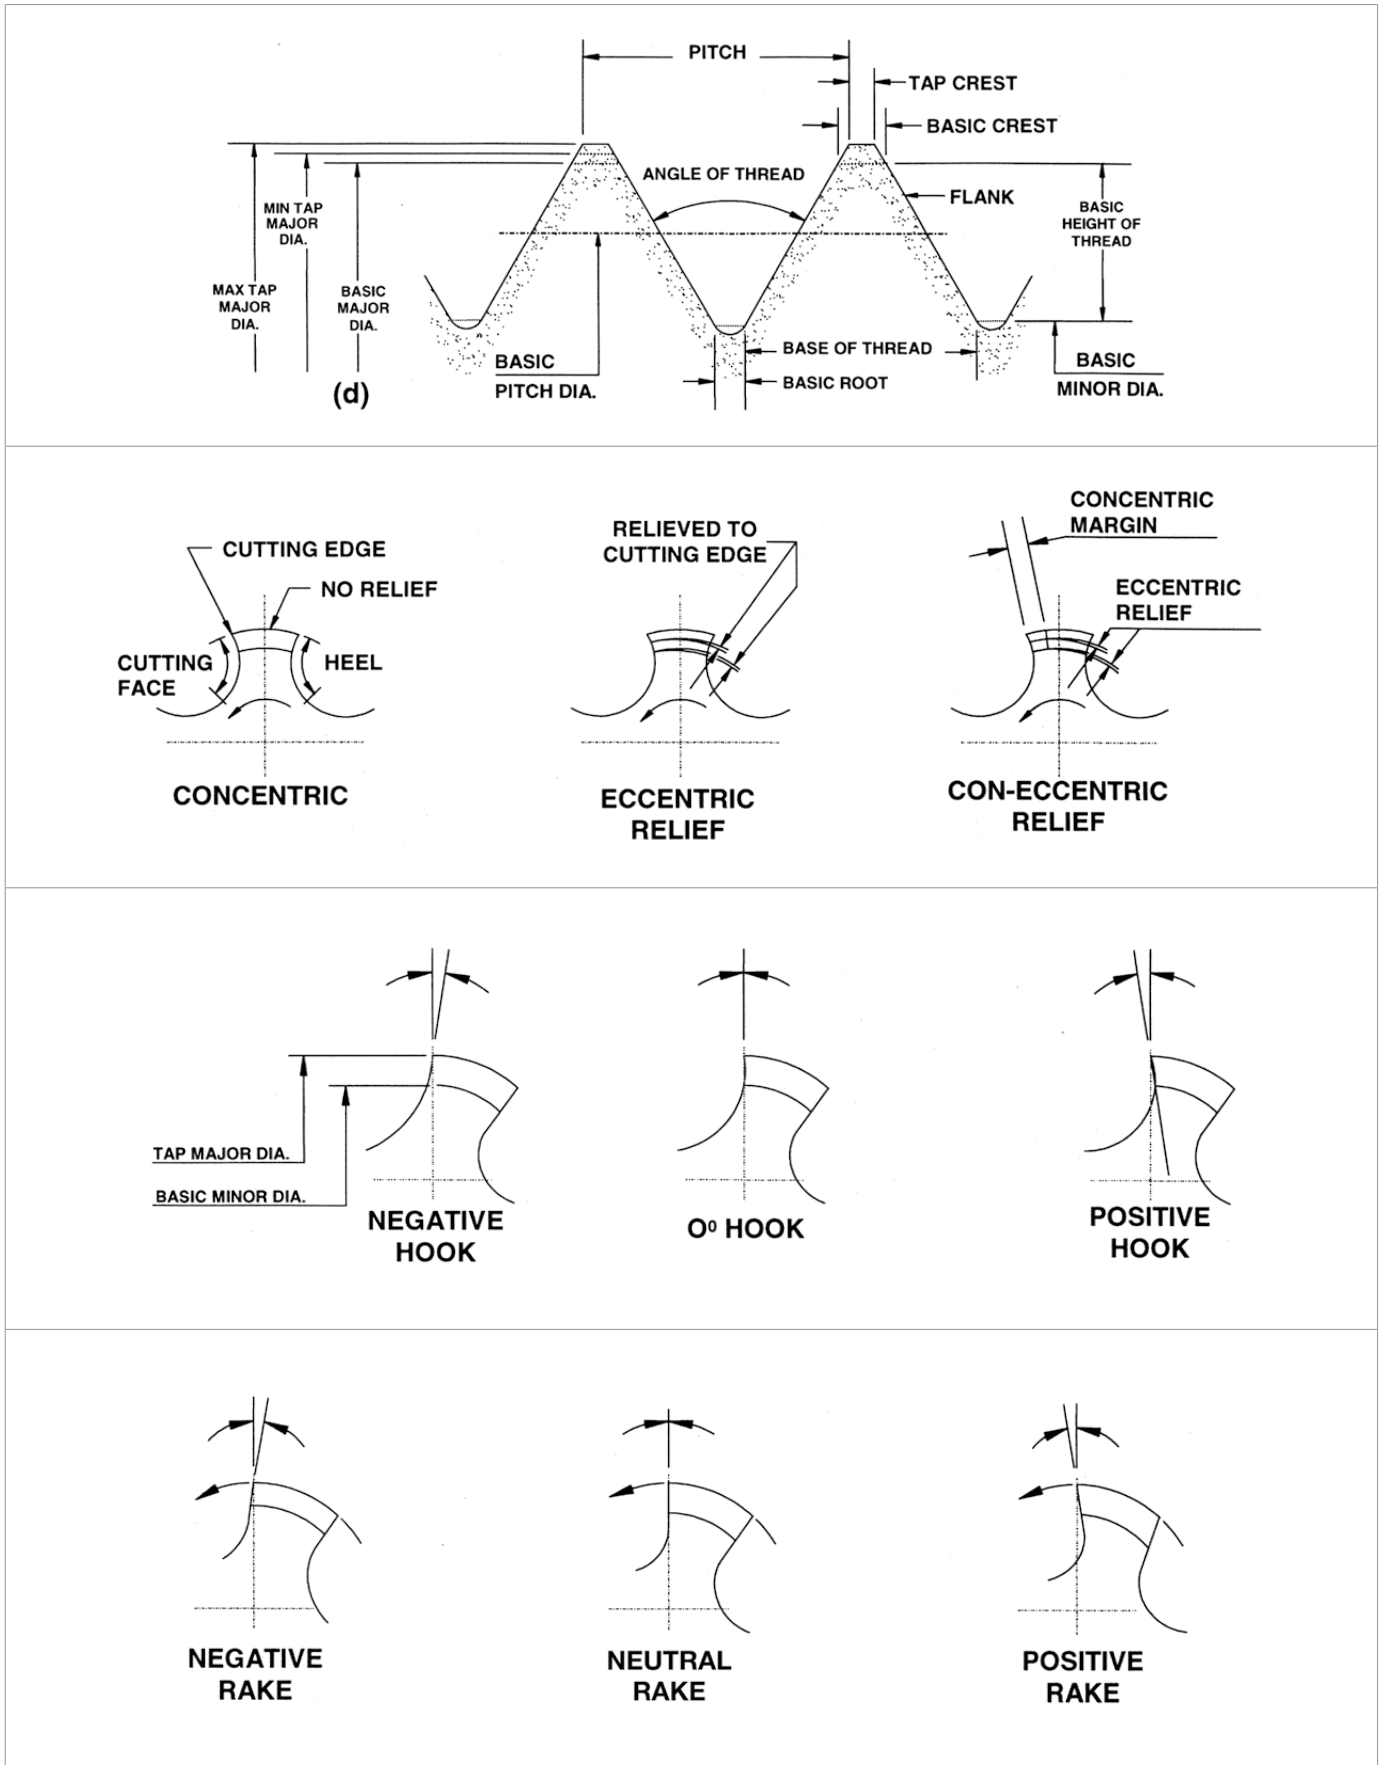 PITCH
TAP CREST
BASIC CREST
ANGLE OF THREAD
FLANK
MIN TAP
MAJOR
DIA.
BASIC
HEIGHT OF
THREAD
MAX TAP
MAJOR
DIA.
BASIC
MAJOR
DIA.
BASE OF THREAD
BASIC
PITCH DIA.
BASIC
MINOR DIA.
BASIC ROOT
(d)
CUTTING EDGE
NO RELIEF
CUTTING
FACE
HEEL
CONCENTRIC
RELIEVED TO
CUTTING EDGE
ECCENTRIC
RELIEF
CONCENTRIC
MARGIN
ECCENTRIC
RELIEF
CON-ECCENTRIC
RELIEF
TAP MAJOR DIA.
BASIC MINOR DIA.
NEGATIVE
HOOK
O⁰ HOOK
POSITIVE
HOOK
NEGATIVE
RAKE
NEUTRAL
RAKE
POSITIVE
RAKE